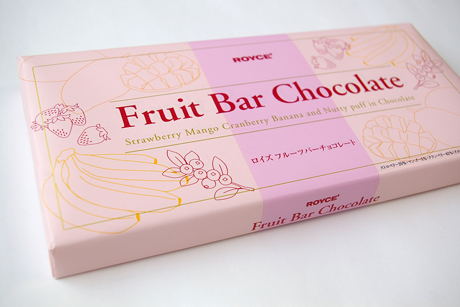 ROYCE'
Fruit Bar Chocolate
Strawberry Mango Cranberry Banana and Nutty puff in Chocolate
ロイズ フルーツバーチョコレート
ROYCE'
Fruit Bar Chocolate